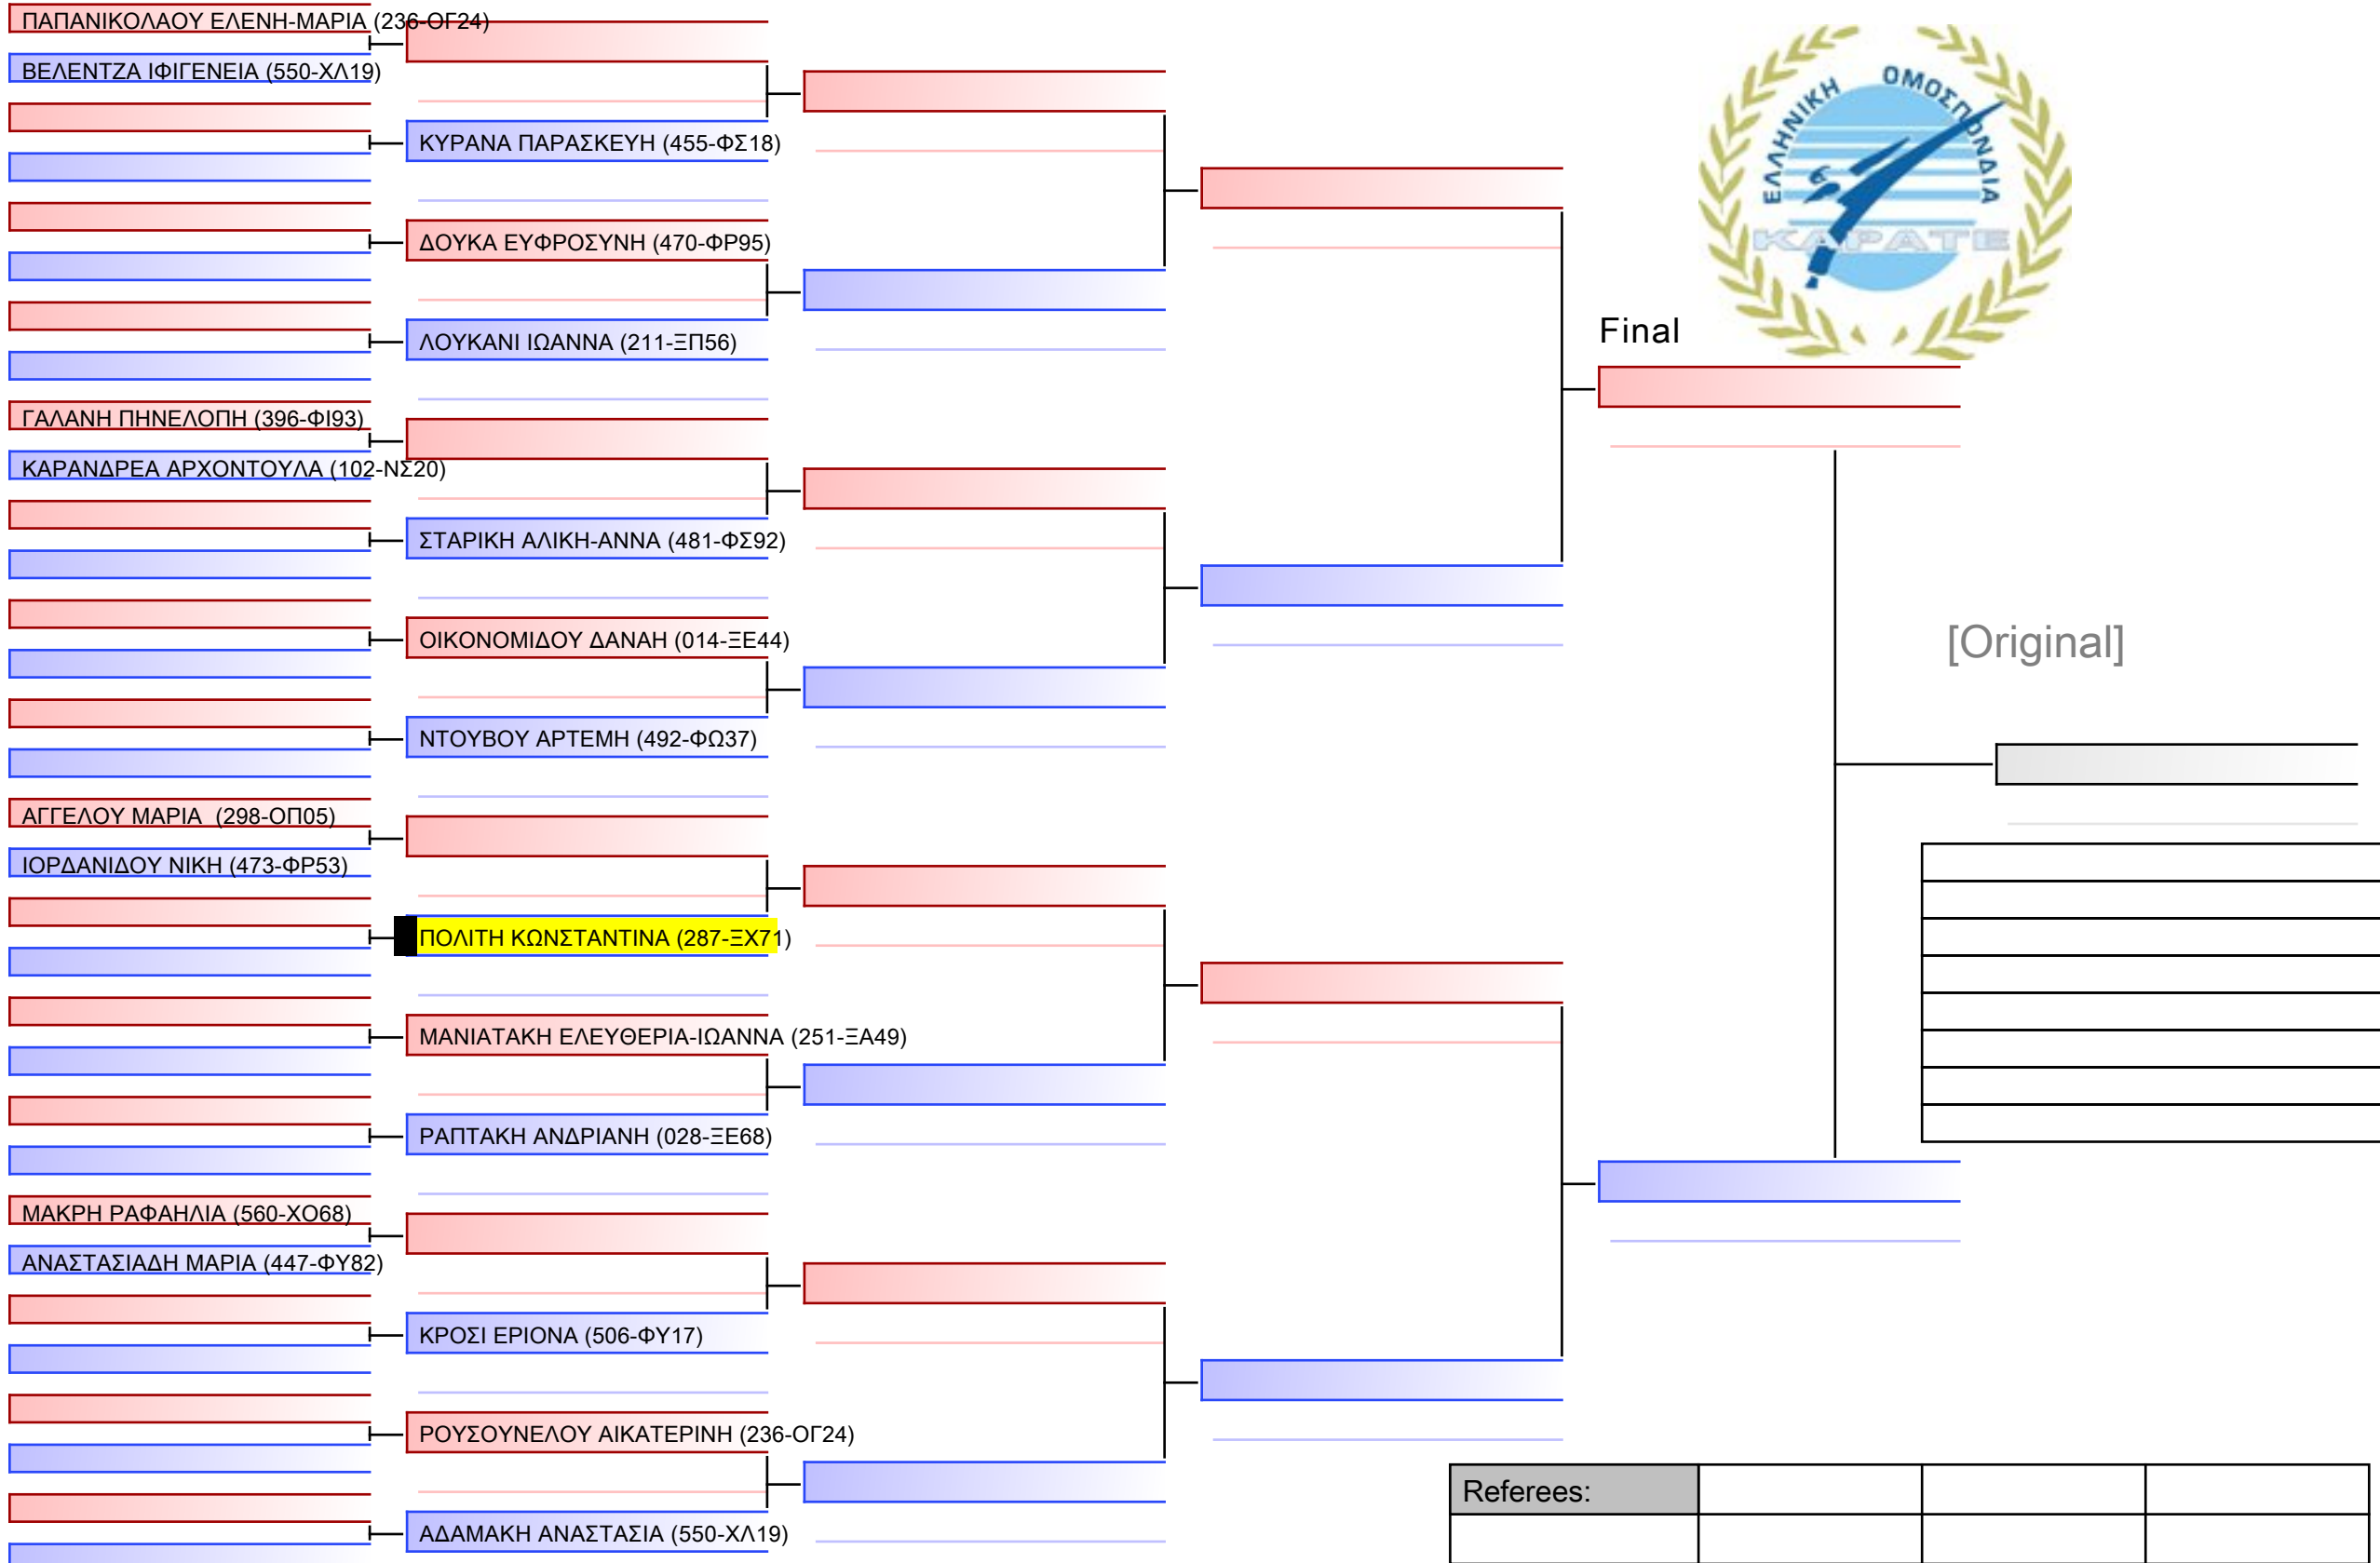 ΠΑΠΑΝΙΚΟΛΑΟΥ ΕΛΕΝΗ-ΜΑΡΙΑ (236-ΟΓ24)
ΒΕΛΕΝΤΖΑ ΙΦΙΓΕΝΕΙΑ (550-ΧΛ19)
ΚΥΡΑΝΑ ΠΑΡΑΣΚΕΥΗ (455-ΦΣ18)
ΔΟΥΚΑ ΕΥΦΡΟΣΥΝΗ (470-ΦΡ95)
ΛΟΥΚΑΝΙ ΙΩΑΝΝΑ (211-ΞΠ56)
ΓΑΛΑΝΗ ΠΗΝΕΛΟΠΗ (396-ΦΙ93)
ΚΑΡΑΝΔΡΕΑ ΑΡΧΟΝΤΟΥΛΑ (102-ΝΣ20)
ΣΤΑΡΙΚΗ ΑΛΙΚΗ-ΑΝΝΑ (481-ΦΣ92)
ΟΙΚΟΝΟΜΙΔΟΥ ΔΑΝΑΗ (014-ΞΕ44)
ΝΤΟΥΒΟΥ ΑΡΤΕΜΗ (492-ΦΩ37)
ΑΓΓΕΛΟΥ ΜΑΡΙΑ (298-ΟΠ05)
ΙΟΡΔΑΝΙΔΟΥ ΝΙΚΗ (473-ΦΡ53)
ΠΟΛΙΤΗ ΚΩΝΣΤΑΝΤΙΝΑ (287-ΞΧ71)
ΜΑΝΙΑΤΑΚΗ ΕΛΕΥΘΕΡΙΑ-ΙΩΑΝΝΑ (251-ΞΑ49)
ΡΑΠΤΑΚΗ ΑΝΔΡΙΑΝΗ (028-ΞΕ68)
ΜΑΚΡΗ ΡΑΦΑΗΛΙΑ (560-ΧΟ68)
ΑΝΑΣΤΑΣΙΑΔΗ ΜΑΡΙΑ (447-ΦΥ82)
ΚΡΟΣΙ ΕΡΙΟΝΑ (506-ΦΥ17)
ΡΟΥΣΟΥΝΕΛΟΥ ΑΙΚΑΤΕΡΙΝΗ (236-ΟΓ24)
ΑΔΑΜΑΚΗ ΑΝΑΣΤΑΣΙΑ (550-ΧΛ19)
ΕΛΛΗΝΙΚΗ ΟΜΟΣΠΟΝΔΙΑ
ΚΑΡΑΤΕ
Final
[Original]
Referees: